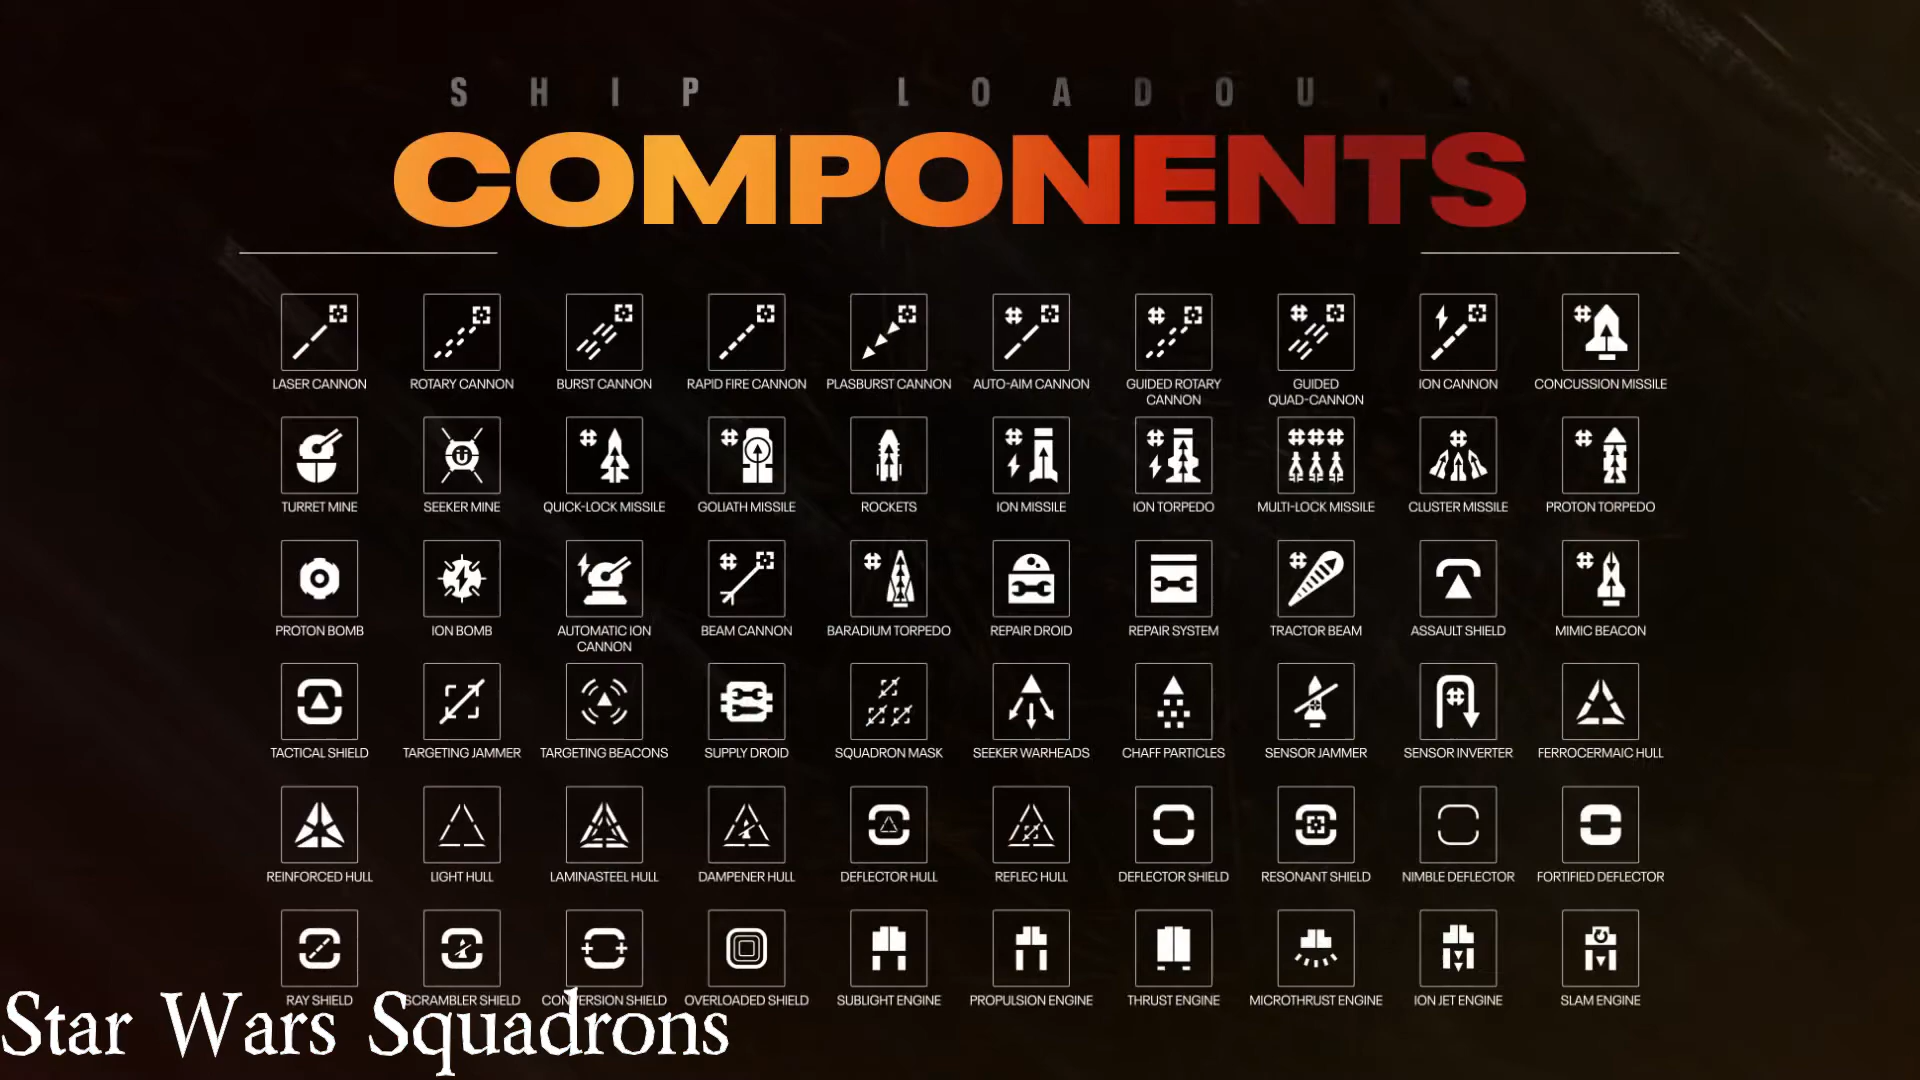 SHIP LOADOUTS
COMPONENTS
LASER CANNON ROTARY CANNON BURST CANNON RAPID FIRE CANNON PLASBURST CANNON AUTO-AIM CANNON GUIDED ROTARY CANNON GUIDED QUAD-CANNON ION CANNON CONCUSSION MISSILE
TURRET MINE SEEKER MINE QUICK-LOCK MISSILE GOLIATH MISSILE ROCKETS ION MISSILE ION TORPEDO MULTI-LOCK MISSILE CLUSTER MISSILE PROTON TORPEDO
PROTON BOMB ION BOMB AUTOMATIC ION CANNON BEAM CANNON BARADIUM TORPEDO REPAIR DROID REPAIR SYSTEM TRACTOR BEAM ASSAULT SHIELD MIMIC BEACON
TACTICAL SHIELD TARGETING JAMMER TARGETING BEACONS SUPPLY DROID SQUADRON MASK SEEKER WARHEADS CHAFF PARTICLES SENSOR JAMMER SENSOR INVERTER FERROCERMAIC HULL
REINFORCED HULL LIGHT HULL LAMINASTEEL HULL DAMPENER HULL DEFLECTOR HULL REFLEC HULL DEFLECTOR SHIELD RESONANT SHIELD NIMBLE DEFLECTOR FORTIFIED DEFLECTOR
RAY SHIELD SCRAMBLER SHIELD CONVERSION SHIELD OVERLOADED SHIELD SUBLIGHT ENGINE PROPULSION ENGINE THRUST ENGINE MICROTHRUST ENGINE ION JET ENGINE SLAM ENGINE
Star Wars Squadrons